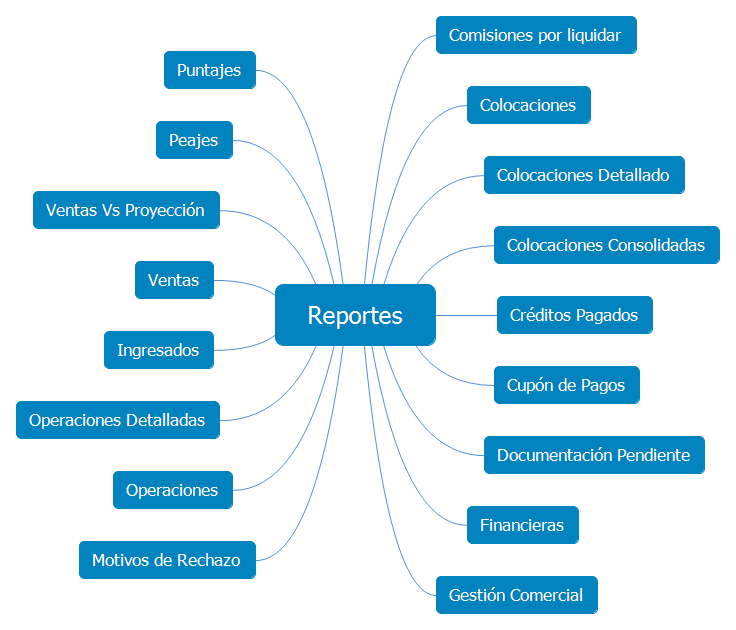 Reportes
Comisiones por liquidar
Colocaciones
Colocaciones Detallado
Colocaciones Consolidadas
Créditos Pagados
Cupón de Pagos
Documentación Pendiente
Financieras
Gestión Comercial
Puntajes
Peajes
Ventas Vs Proyección
Ventas
Ingresados
Operaciones Detalladas
Operaciones
Motivos de Rechazo